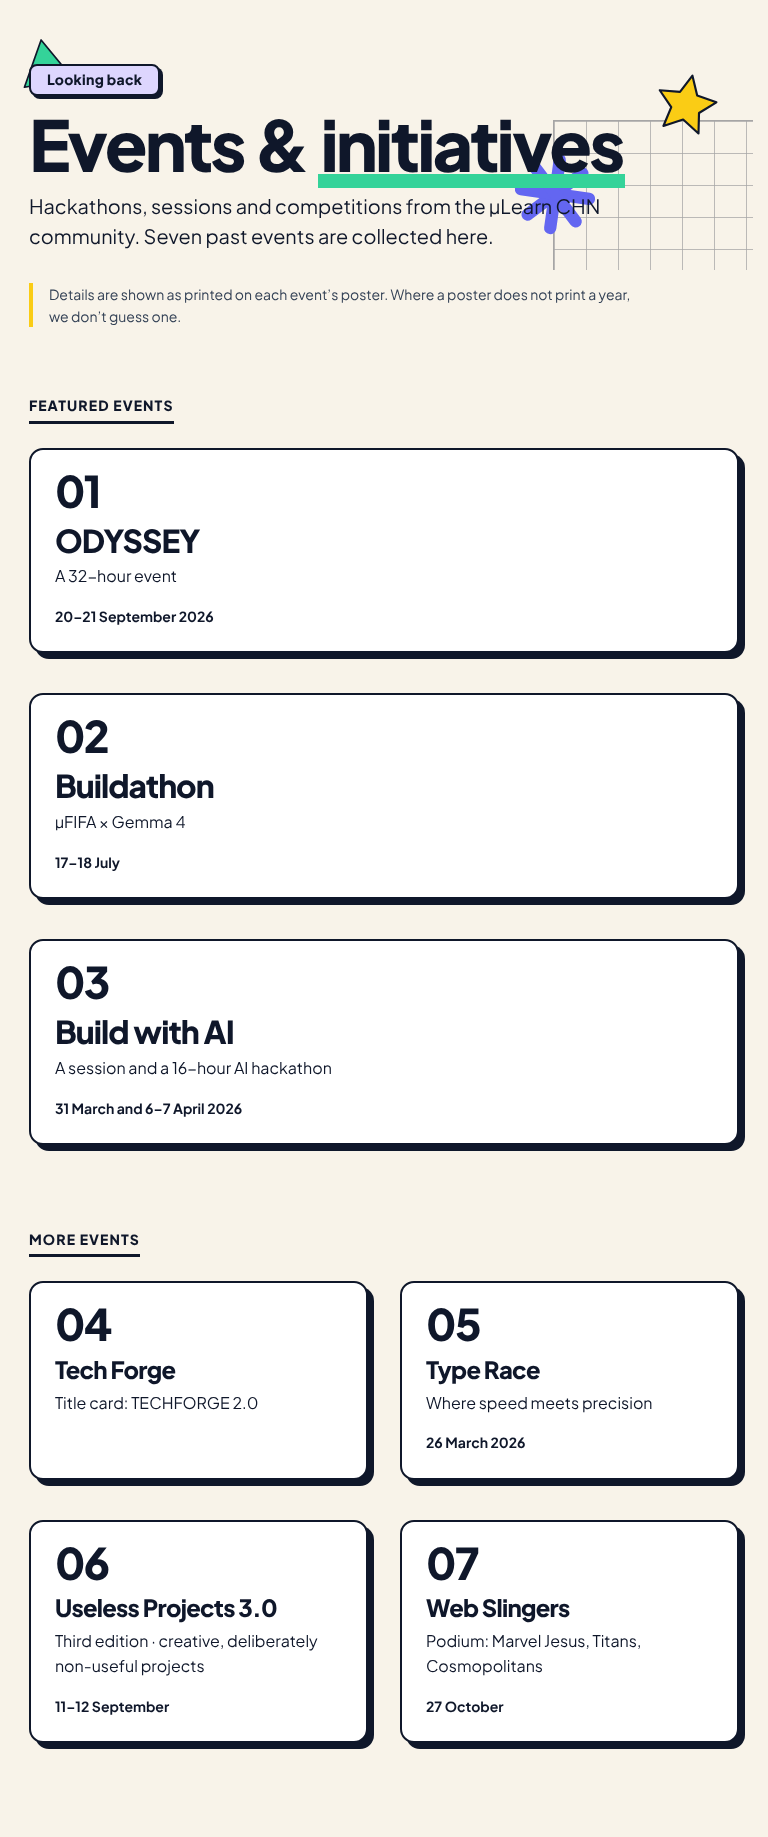 Looking back
Events & initiatives
Hackathons, sessions and competitions from the µLearn CHN
community. Seven past events are collected here.
Details are shown as printed on each event’s poster. Where a poster does not print a year,
we don’t guess one.
FEATURED EVENTS
01
ODYSSEY
A 32-hour event
20–21 September 2026
02
Buildathon
µFIFA × Gemma 4
17–18 July
03
Build with AI
A session and a 16-hour AI hackathon
31 March and 6–7 April 2026
MORE EVENTS
04
Tech Forge
Title card: TECHFORGE 2.0
05
Type Race
Where speed meets precision
26 March 2026
06
Useless Projects 3.0
Third edition · creative, deliberately
non-useful projects
11–12 September
07
Web Slingers
Podium: Marvel Jesus, Titans,
Cosmopolitans
27 October